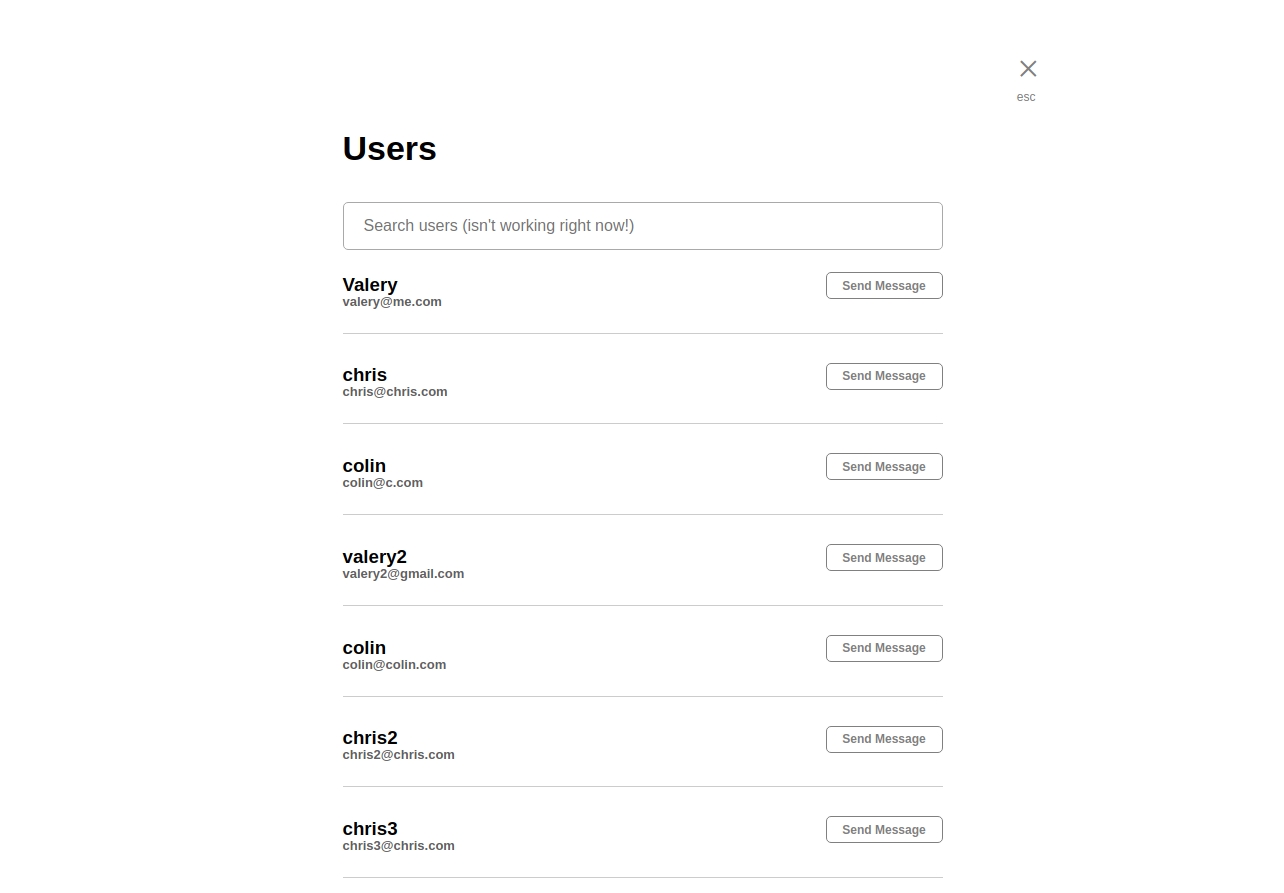 esc
Users
Search users (isn't working right now!)
Valery
Send Message
valery@me.com
chris
Send Message
chris@chris.com
colin
Send Message
colin@c.com
valery2
Send Message
valery2@gmail.com
colin
Send Message
colin@colin.com
chris2
Send Message
chris2@chris.com
chris3
Send Message
chris3@chris.com